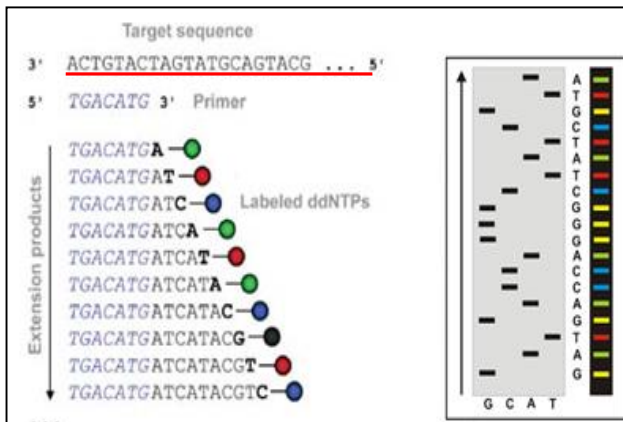 Target sequence
3' ACTGTACTAGTATGCAGTACG ... 5'
5' TGACATG 3' Primer
TGACATGA
TGACATGAT
TGACATGATC
Labeled ddNTPs
TGACATGATCA
TGACATGATCAT
TGACATGATCATA
TGACATGATCATAC
TGACATGATCATACG
TGACATGATCATACGT
TGACATGATCATACGTC
Extension products
A
T
G
C
T
A
T
C
G
G
G
A
C
C
A
G
T
A
G
G C A T